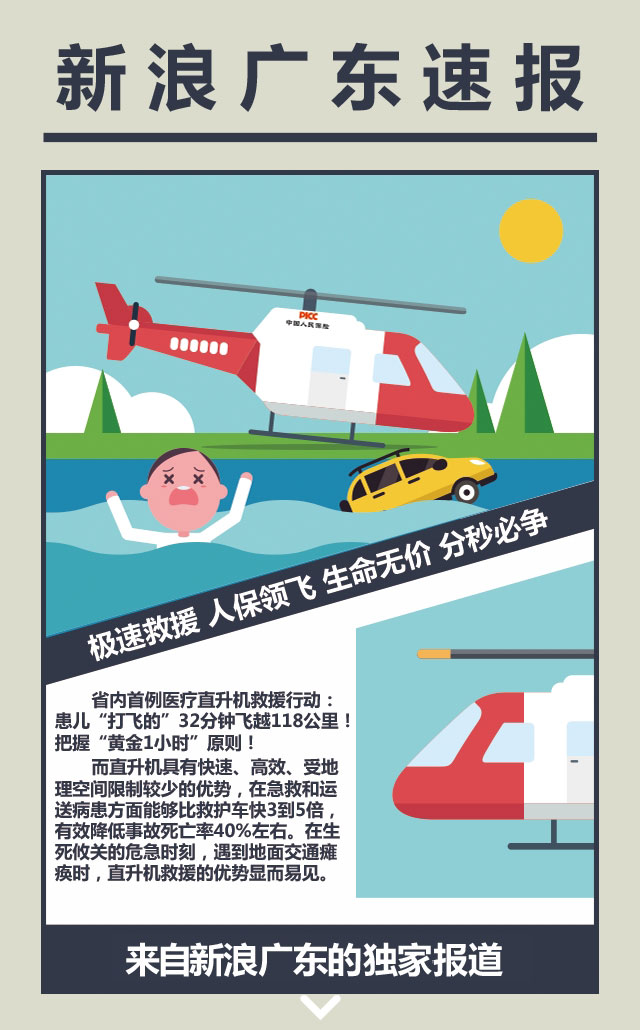 新浪广东速报
PICC
中国人民保险
极速救援 人保领飞 生命无价 分秒必争
省内首例医疗直升机救援行动：
患儿“打飞的”32分钟飞越118公里！
把握“黄金1小时”原则！
而直升机具有快速、高效、受地
理空间限制较少的优势，在急救和运
送病患方面能够比救护车快3到5倍，
有效降低事故死亡率40%左右。在生
死攸关的危急时刻，遇到地面交通瘫
痪时，直升机救援的优势显而易见。
来自新浪广东的独家报道